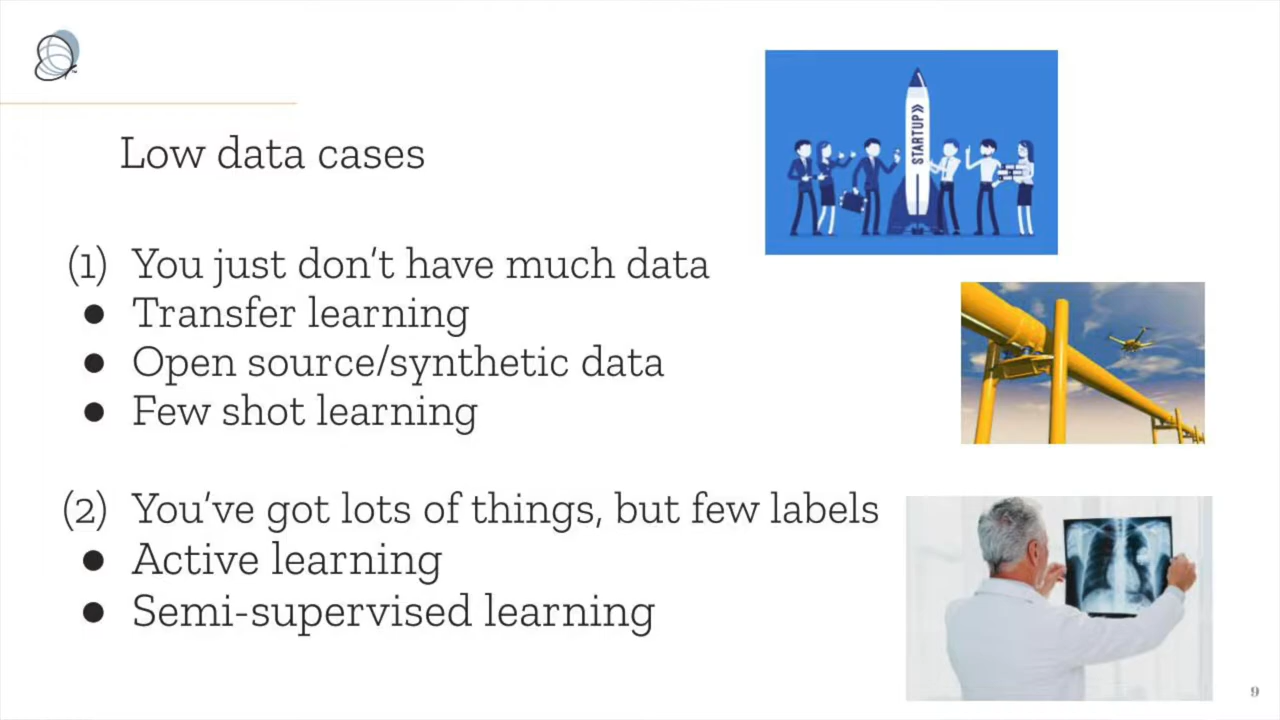 Low data cases
STARTUP
(1) You just don't have much data
● Transfer learning
● Open source/synthetic data
● Few shot learning
(2) You've got lots of things, but few labels
● Active learning
● Semi-supervised learning
9